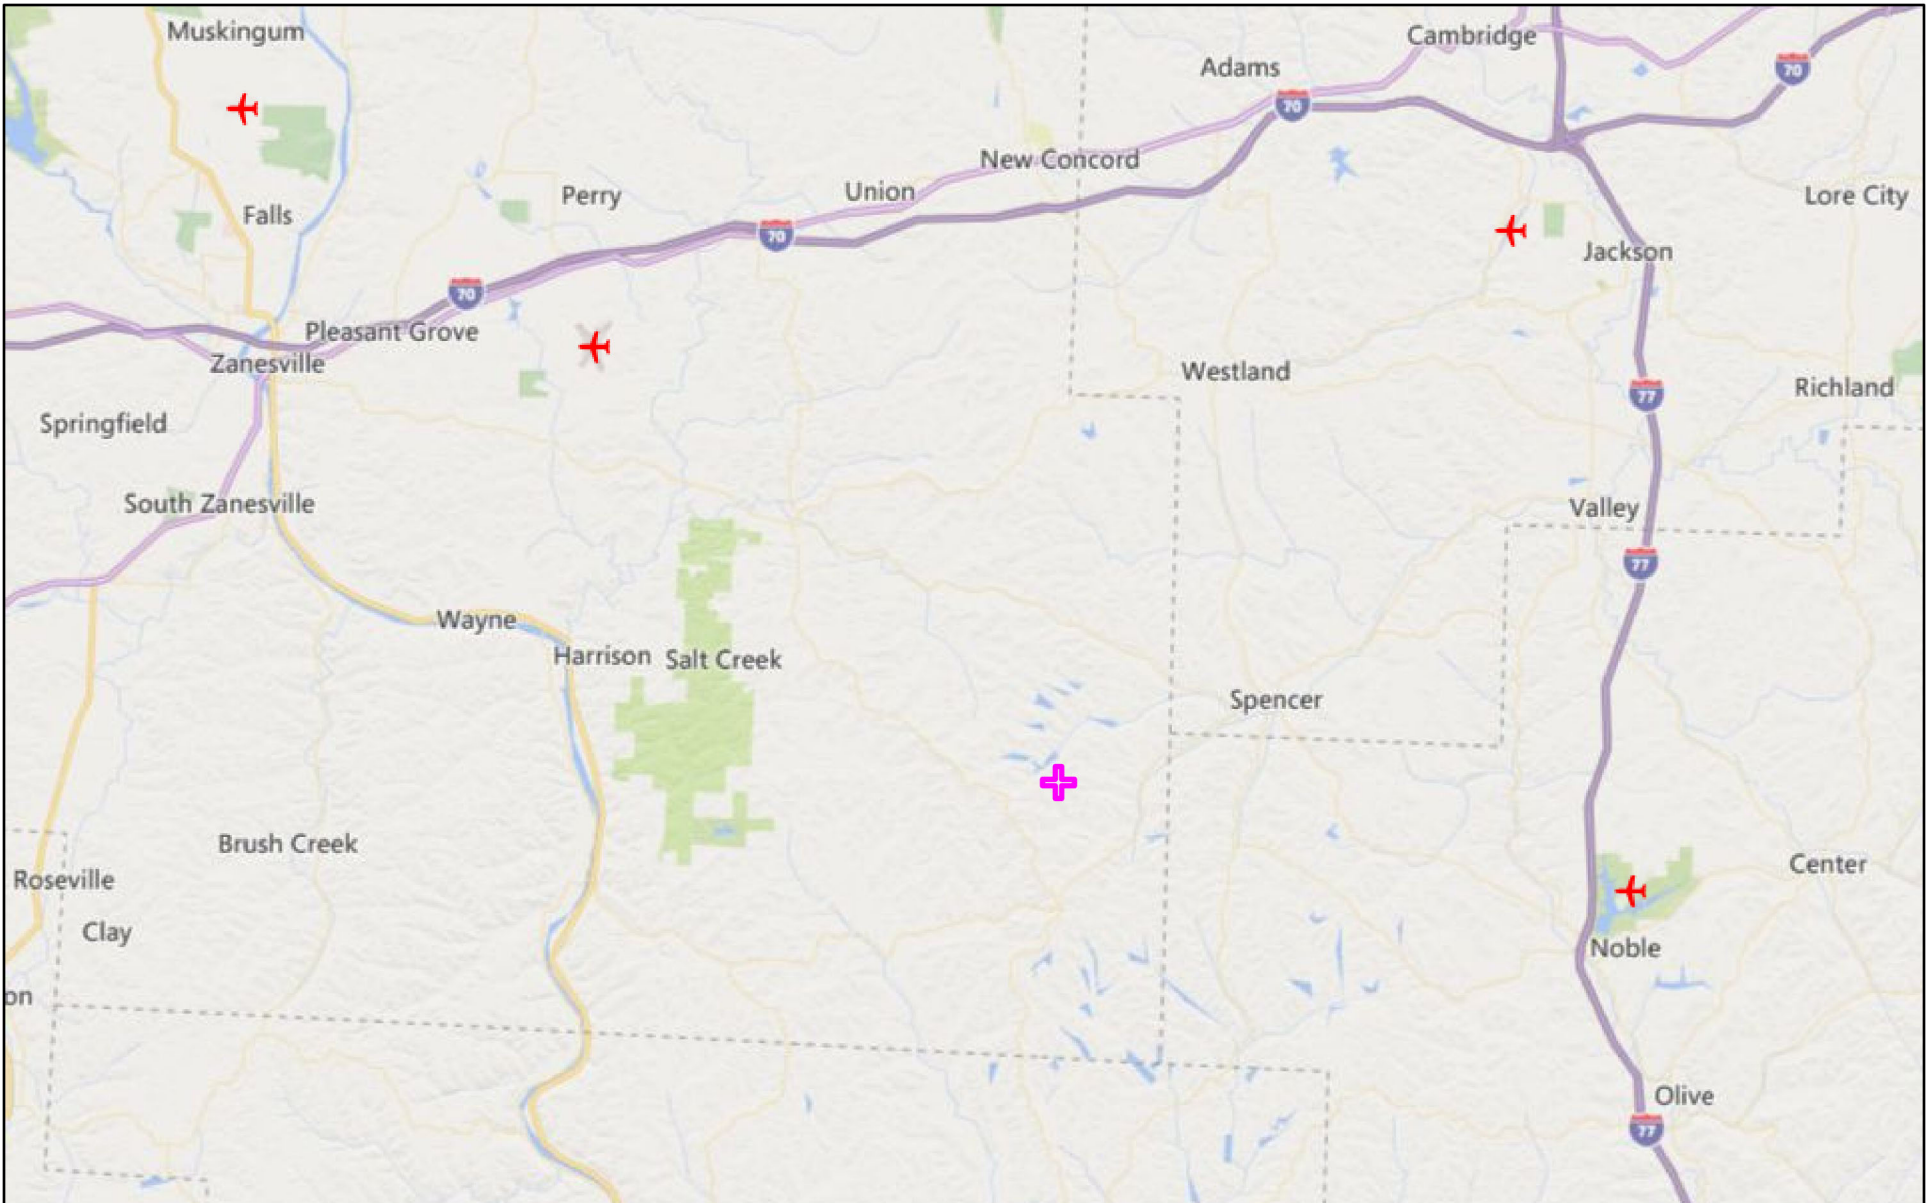 Muskingum
Cambridge
Adams
70
70
New Concord
Perry
Union
Lore City
Falls
70
Jackson
70
Pleasant Grove
Zanesville
Westland
77
Richland
Springfield
South Zanesville
Valley
77
Wayne
Harrison
Salt Creek
Spencer
Brush Creek
Center
Roseville
Clay
Noble
on
Olive
77